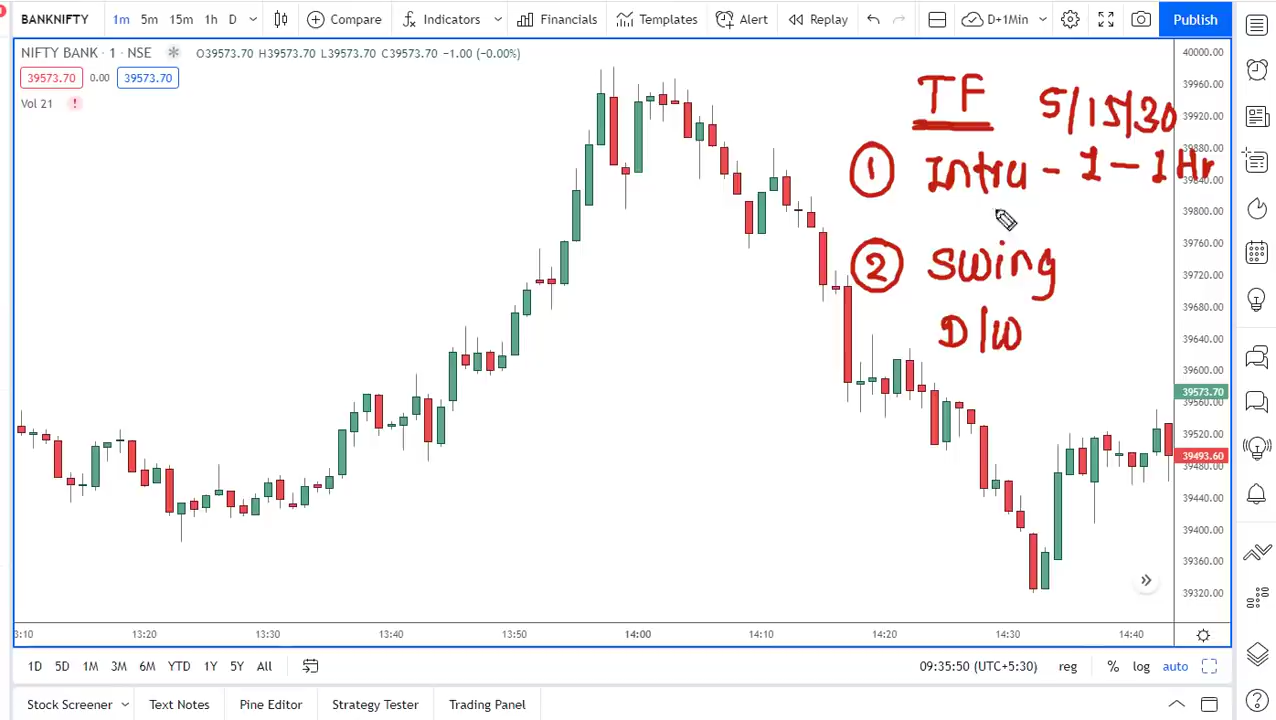 BANKNIFTY 1m 5m 15m 1h D Compare Indicators Financials Templates Alert Replay D+1Min Publish
NIFTY BANK · 1 · NSE O39573.70 H39573.70 L39573.70 C39573.70 −1.00 (−0.00%)
39573.70 0.00 39573.70
Vol 21
TF 5/15/30
1 Intru - 1 - 1 Hr
2 Swing
D/W
40000.00
39960.00
39920.00
39880.00
39840.00
39800.00
39760.00
39720.00
39680.00
39640.00
39600.00
39573.70
39560.00
39520.00
39493.60
39480.00
39440.00
39400.00
39360.00
39320.00
3:10 13:20 13:30 13:40 13:50 14:00 14:10 14:20 14:30 14:40
1D 5D 1M 3M 6M YTD 1Y 5Y All 09:35:50 (UTC+5:30) reg % log auto
Stock Screener Text Notes Pine Editor Strategy Tester Trading Panel